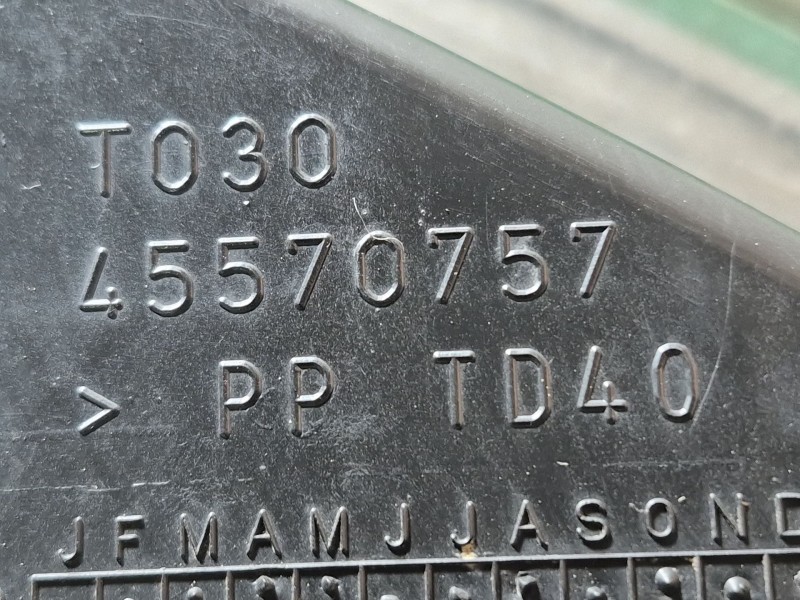 T030
45570757
> PP TD40
J F M A M J J A S O N D